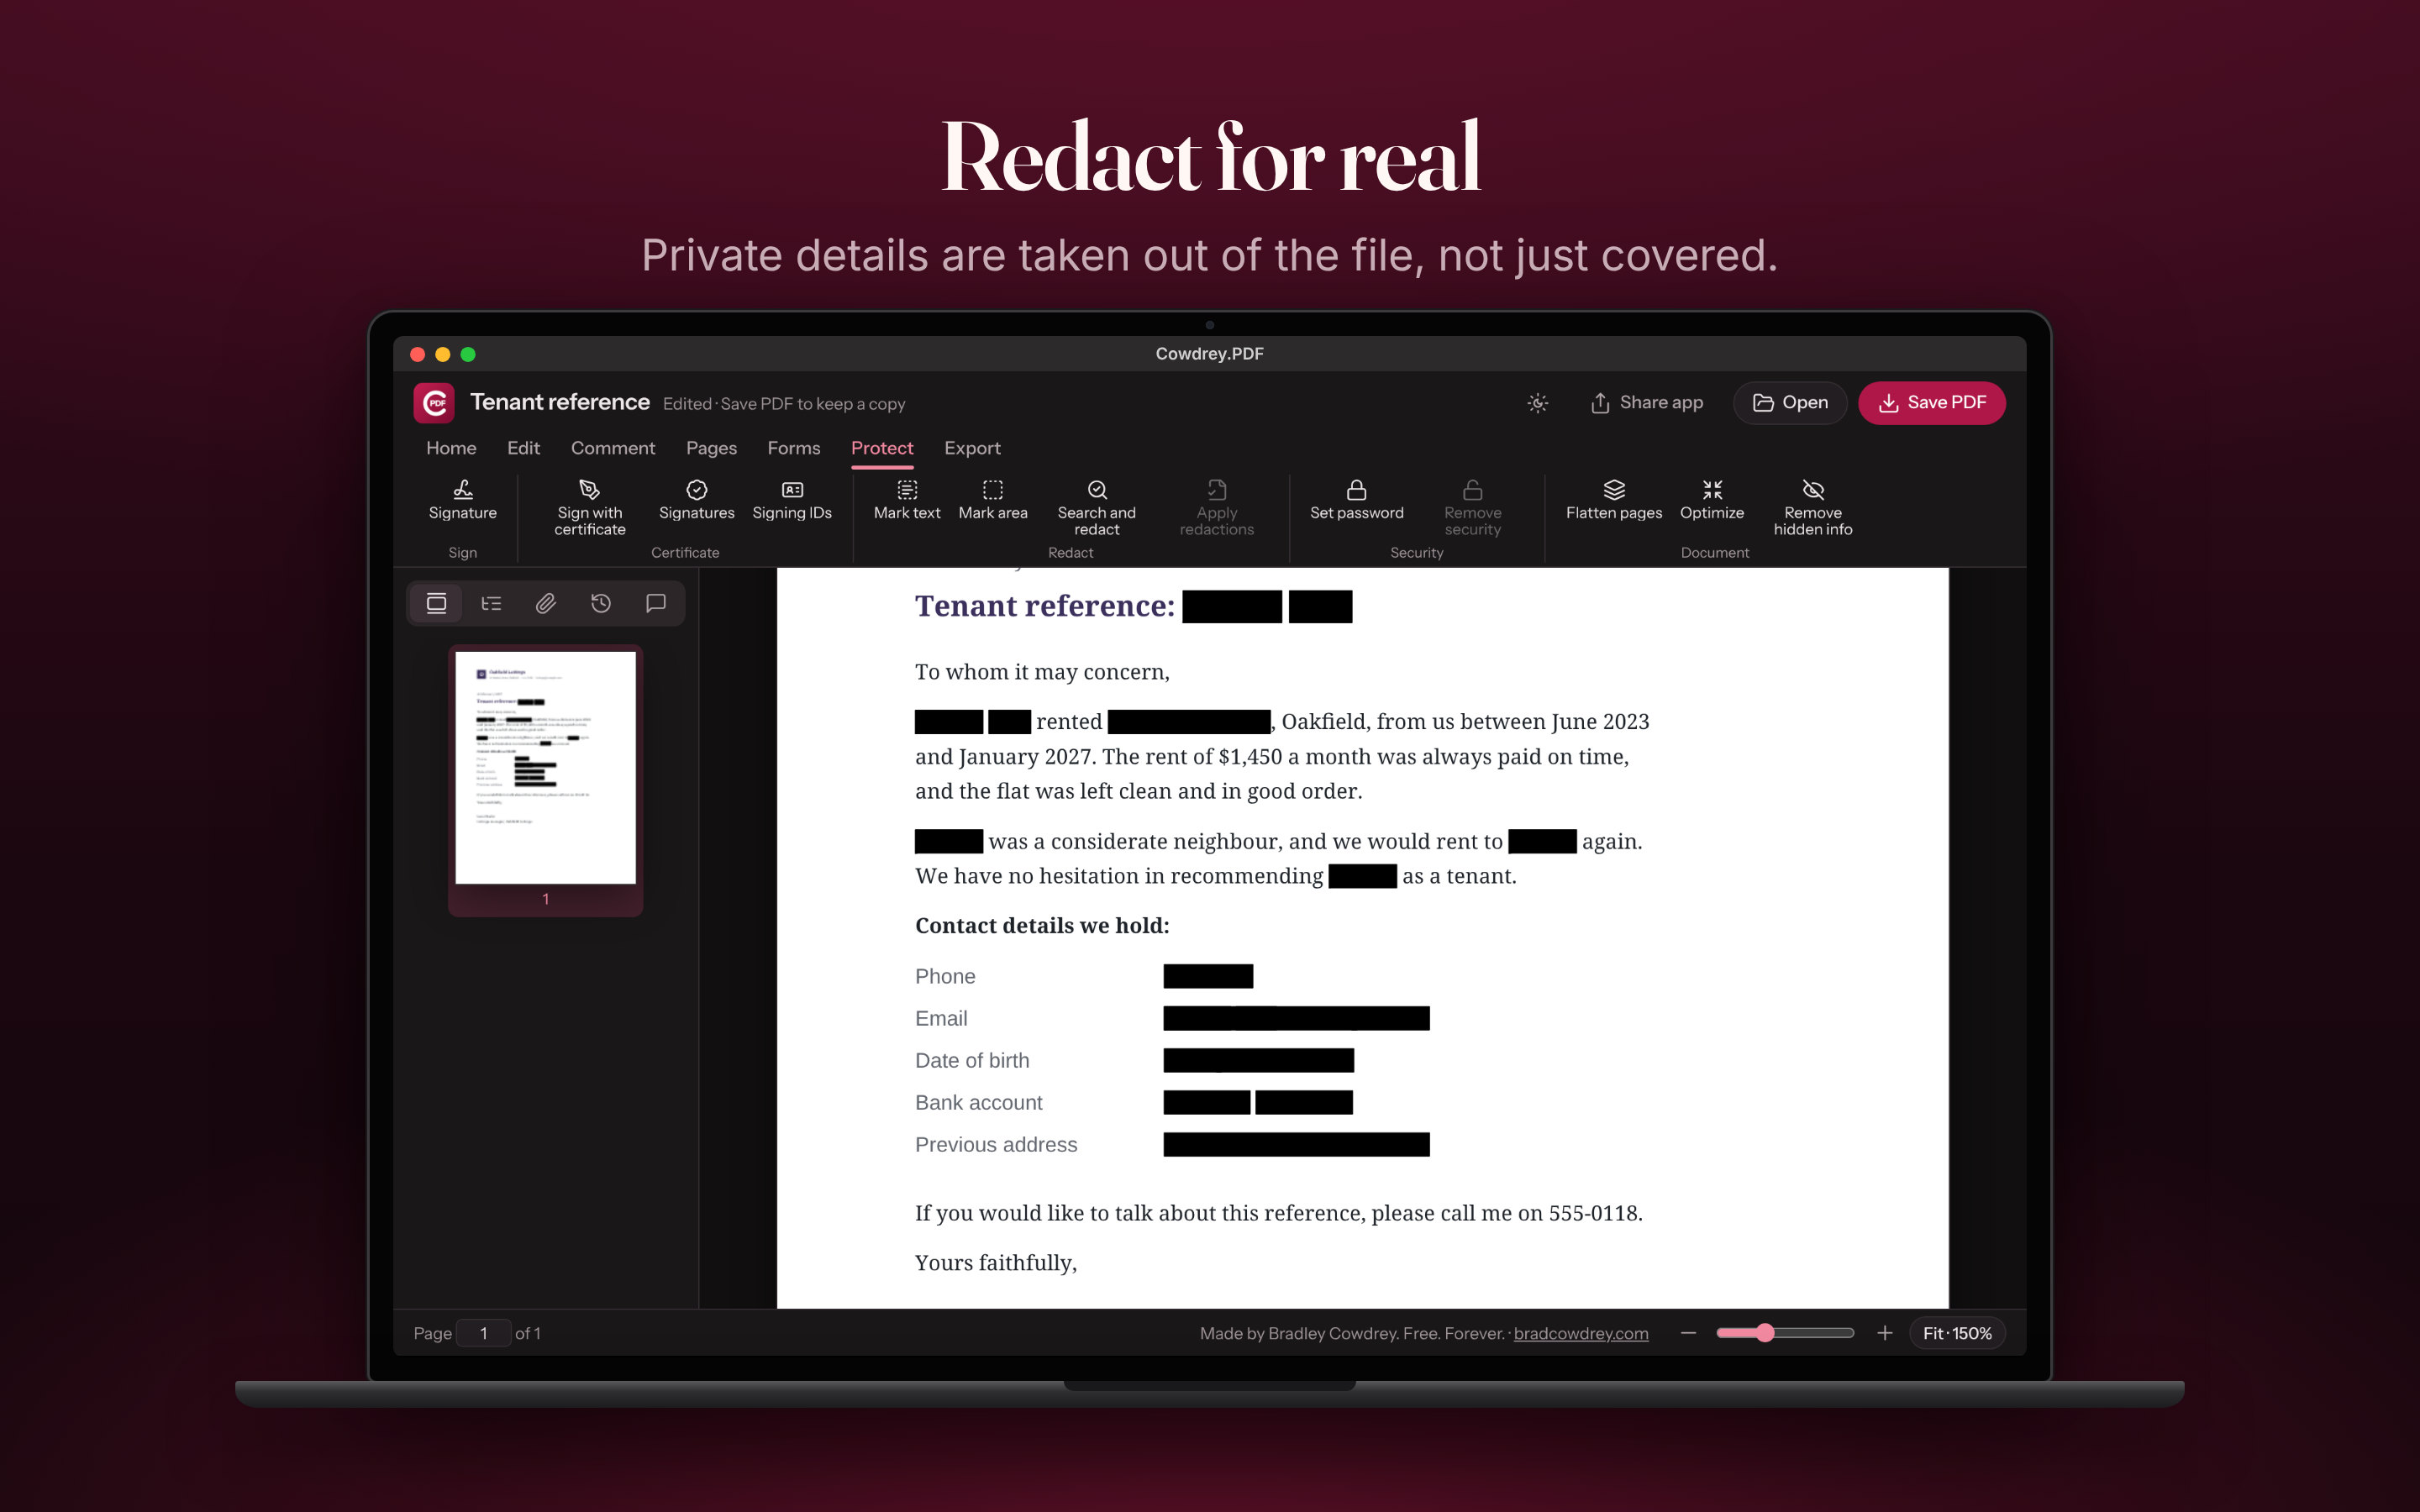 Redact for real
Private details are taken out of the file, not just covered.
Cowdrey.PDF
PDF
Tenant reference Edited · Save PDF to keep a copy
Share app
Open
Save PDF
Home Edit Comment Pages Forms Protect Export
Signature
Sign with certificate
Signatures
Signing IDs
Mark text
Mark area
Search and redact
Apply redactions
Set password
Remove security
Flatten pages
Optimize
Remove hidden info
Sign Certificate Redact Security Document
1
Tenant reference:
To whom it may concern,
rented , Oakfield, from us between June 2023
and January 2027. The rent of $1,450 a month was always paid on time,
and the flat was left clean and in good order.
was a considerate neighbour, and we would rent to again.
We have no hesitation in recommending as a tenant.
Contact details we hold:
Phone
Email
Date of birth
Bank account
Previous address
If you would like to talk about this reference, please call me on 555-0118.
Yours faithfully,
Page 1 of 1
Made by Bradley Cowdrey. Free. Forever. · bradcowdrey.com
Fit · 150%